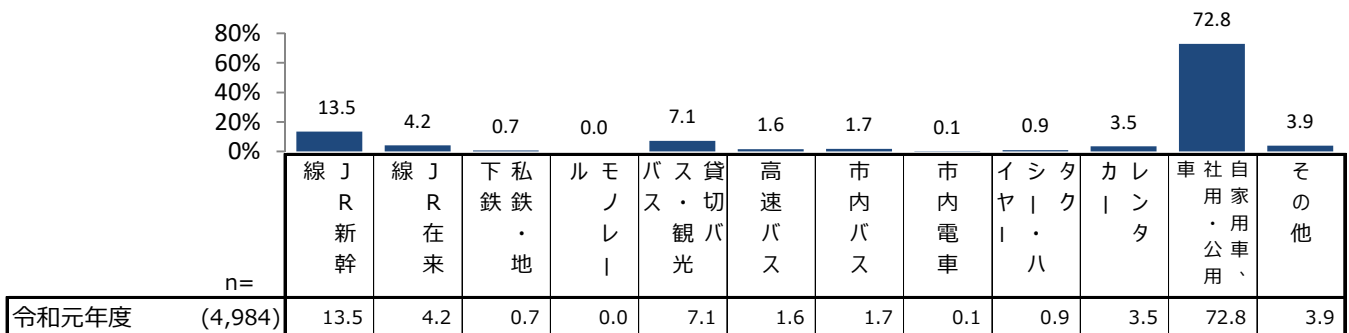 72.8
80%
60%
40%
20%
0%
13.5
4.2
0.7
0.0
7.1
1.6
1.7
0.1
0.9
3.5
3.9
JR新幹線
JR在来線
私鉄・地下鉄
モノレール
貸切バス・観光バス
高速バス
市内バス
市内電車
タクシー・ハイヤー
レンタカー
自家用車、社用・公用車
その他
n=
令和元年度 (4,984) 13.5 4.2 0.7 0.0 7.1 1.6 1.7 0.1 0.9 3.5 72.8 3.9